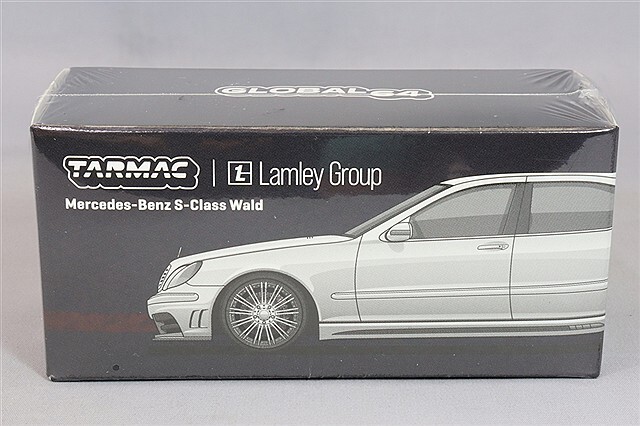 GLOBAL64
TARMAC | Lamley Group
Mercedes-Benz S-Class Wald